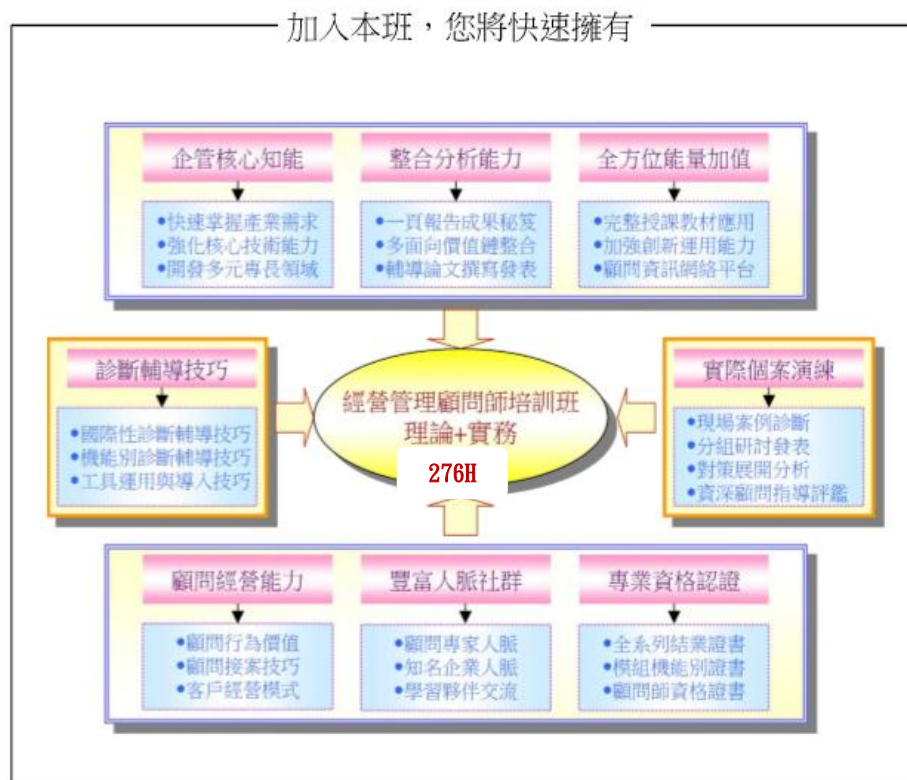 加入本班，您將快速擁有
企管核心知能
●快速掌握產業需求
●強化核心技術能力
●開發多元專長領域
整合分析能力
●一頁報告成果秘笈
●多面向價值鏈整合
●輔導論文撰寫發表
全方位能量加值
●完整授課教材應用
●加強創新運用能力
●顧問資訊網絡平台
診斷輔導技巧
●國際性診斷輔導技巧
●機能別診斷輔導技巧
●工具運用與導入技巧
經營管理顧問師培訓班
理論+實務
276H
實際個案演練
●現場案例診斷
●分組研討發表
●對策展開分析
●資深顧問指導評鑑
顧問經營能力
●顧問行為價值
●顧問接案技巧
●客戶經營模式
豐富人脈社群
●顧問專家人脈
●知名企業人脈
●學習夥伴交流
專業資格認證
●全系列結業證書
●模組機能別證書
●顧問師資格證書